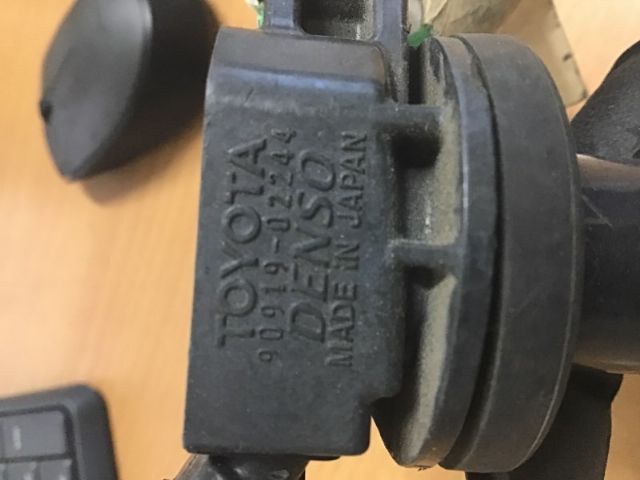 TOYOTA
90919-02244
DENSO
MADE IN JAPAN